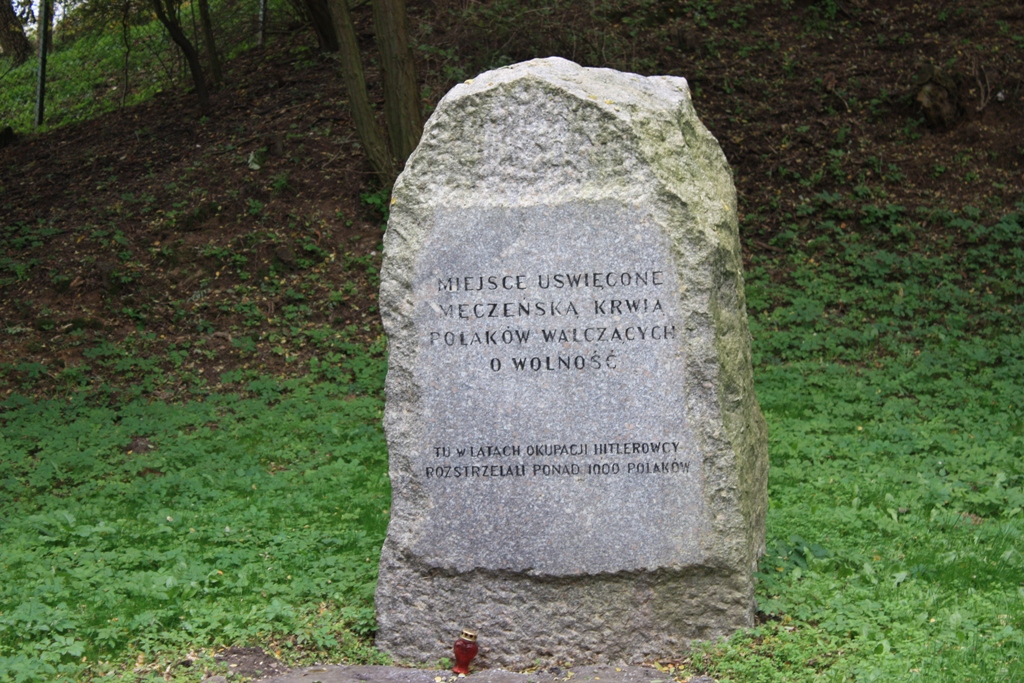 MIEJSCE UŚWIĘCONE
MĘCZEŃSKĄ KRWIĄ
POLAKÓW WALCZĄCYCH
O WOLNOŚĆ
TU W LATACH OKUPACJI HITLEROWCY
ROZSTRZELALI PONAD 1000 POLAKÓW